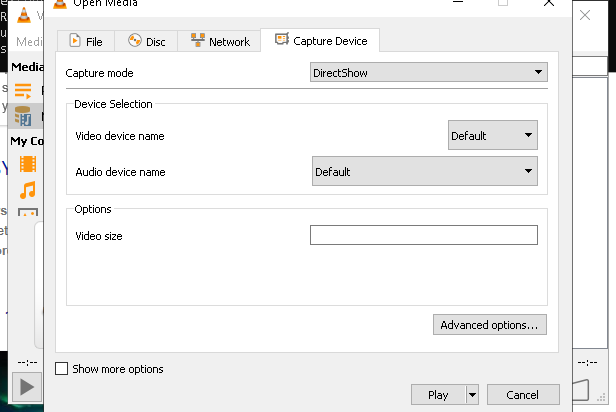 Open Media
File
Disc
Network
Capture Device
Capture mode
DirectShow
Device Selection
Video device name
Default
Audio device name
Default
Options
Video size
Advanced options...
Show more options
Play
Cancel
Medi
Media
My Co
--:--
--:--